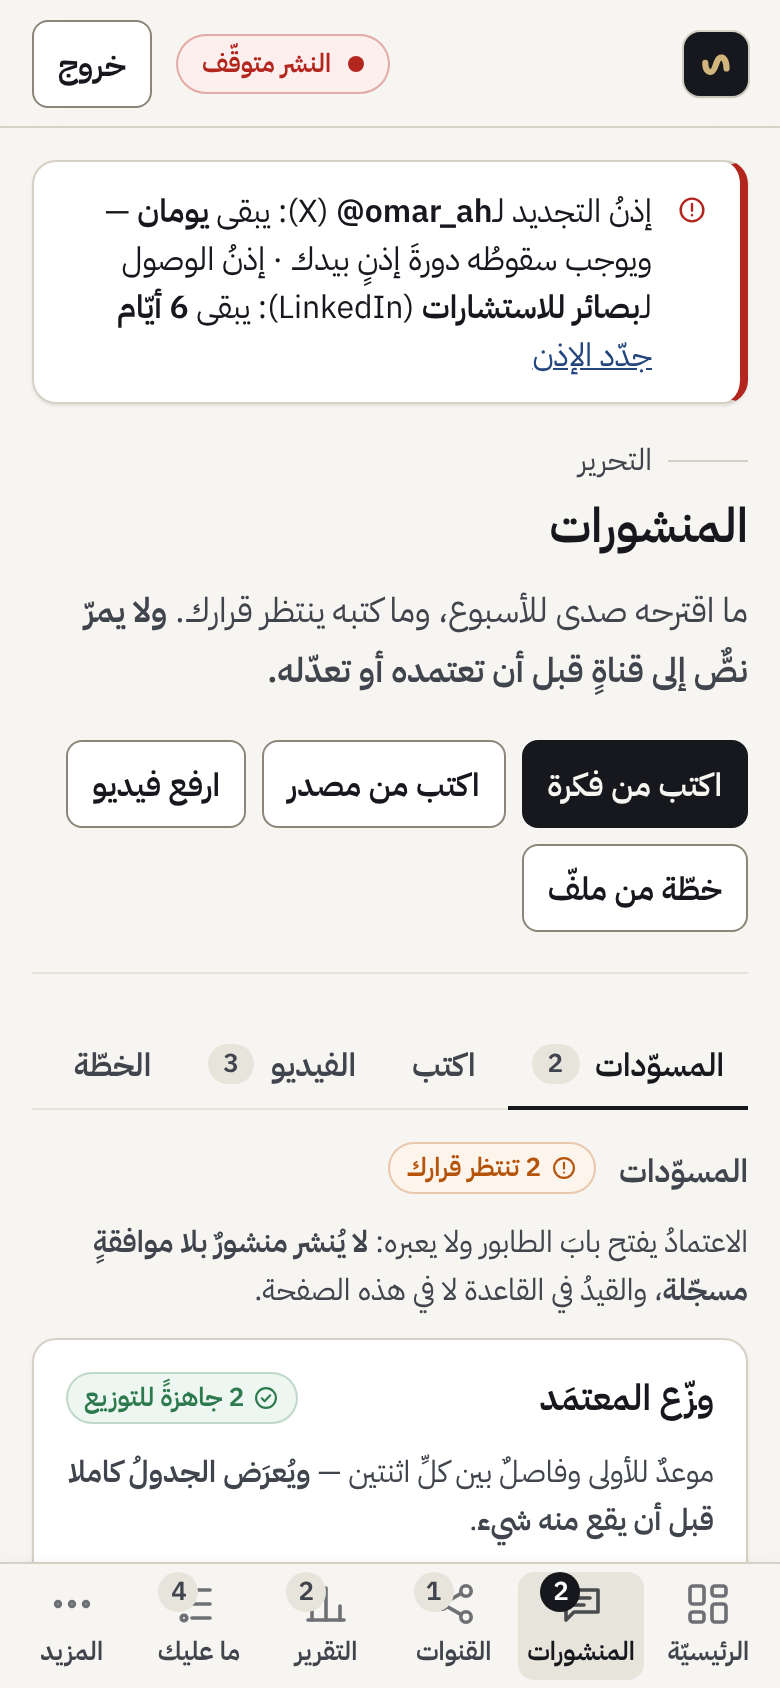 النشر متوقّف
خروج
إذنُ التجديد لـ@omar_ah (X): يبقى يومان —
ويوجب سقوطُه دورةَ إذنٍ بيدك · إذنُ الوصول
لـبصائر للاستشارات (LinkedIn): يبقى 6 أيّام
جدّد الإذن
التحرير
المنشورات
ما اقترحه صدى للأسبوع، وما كتبه ينتظر قرارك. ولا يمرّ
نصٌّ إلى قناةٍ قبل أن تعتمده أو تعدّله.
اكتب من فكرة
اكتب من مصدر
ارفع فيديو
خطّة من ملفّ
المسوّدات 2
اكتب
الفيديو 3
الخطّة
المسوّدات
2 تنتظر قرارك
الاعتمادُ يفتح بابَ الطابور ولا يعبره: لا يُنشر منشورٌ بلا موافقةٍ
مسجّلة، والقيدُ في القاعدة لا في هذه الصفحة.
وزّع المعتمَد
2 جاهزةً للتوزيع
موعدٌ للأولى وفاصلٌ بين كلِّ اثنتين — ويُعرَض الجدولُ كاملا
قبل أن يقع منه شيء.
الرئيسيّة
2 المنشورات
1 القنوات
2 التقرير
4 ما عليك
المزيد